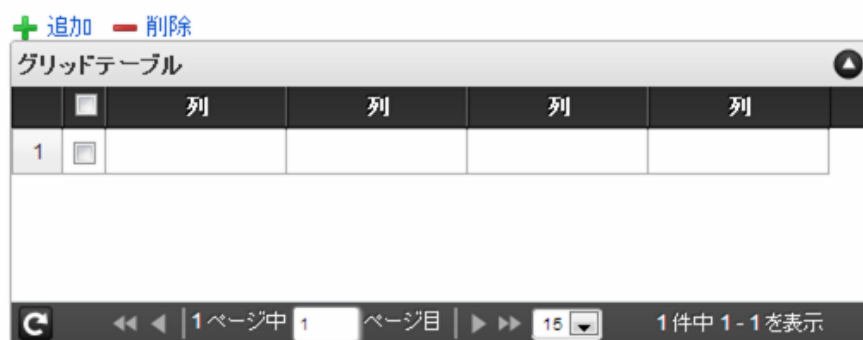 追加 削除
グリッドテーブル
列 列 列 列
1
1 ページ中 1 ページ目 15 1 件中 1 - 1 を表示